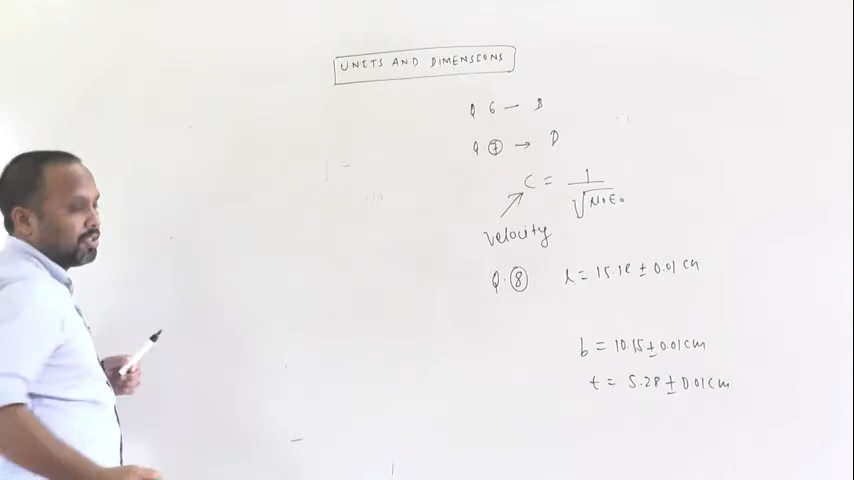 UNITS AND DIMENSIONS
Q 6 — B
Q 7 → D
C = 1/√μ₀ε₀
velocity
Q. 8 l = 15.12 ± 0.01 cm
b = 10.15 ± 0.01 cm
t = 5.28 ± 0.01 cm